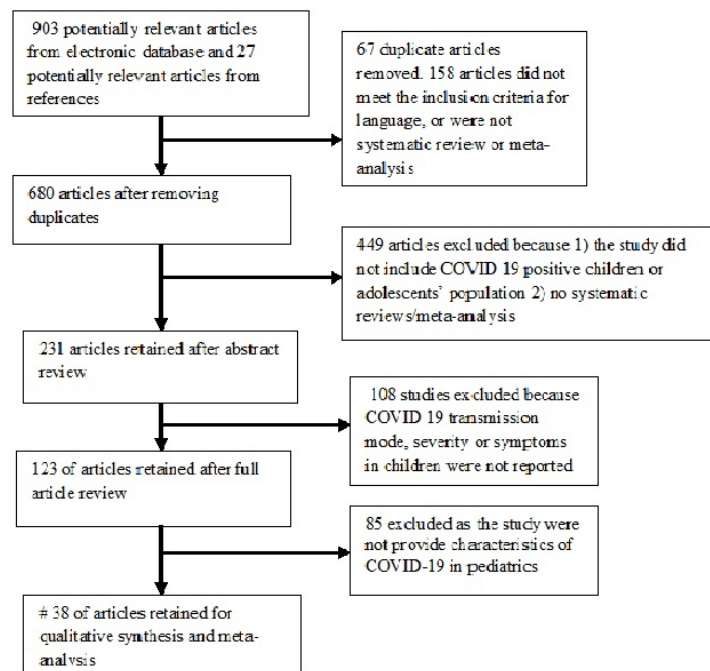 903 potentially relevant articles
from electronic database and 27
potentially relevant articles from
references
67 duplicate articles
removed. 158 articles did not
meet the inclusion criteria for
language, or were not
systematic review or meta-
analysis
680 articles after removing
duplicates
449 articles excluded because 1) the study did
not include COVID 19 positive children or
adolescents’ population 2) no systematic
reviews/meta-analysis
231 articles retained after abstract
review
108 studies excluded because
COVID 19 transmission
mode, severity or symptoms
in children were not reported
123 of articles retained after full
article review
85 excluded as the study were
not provide characteristics of
COVID-19 in pediatrics
# 38 of articles retained for
qualitative synthesis and meta-
analysis